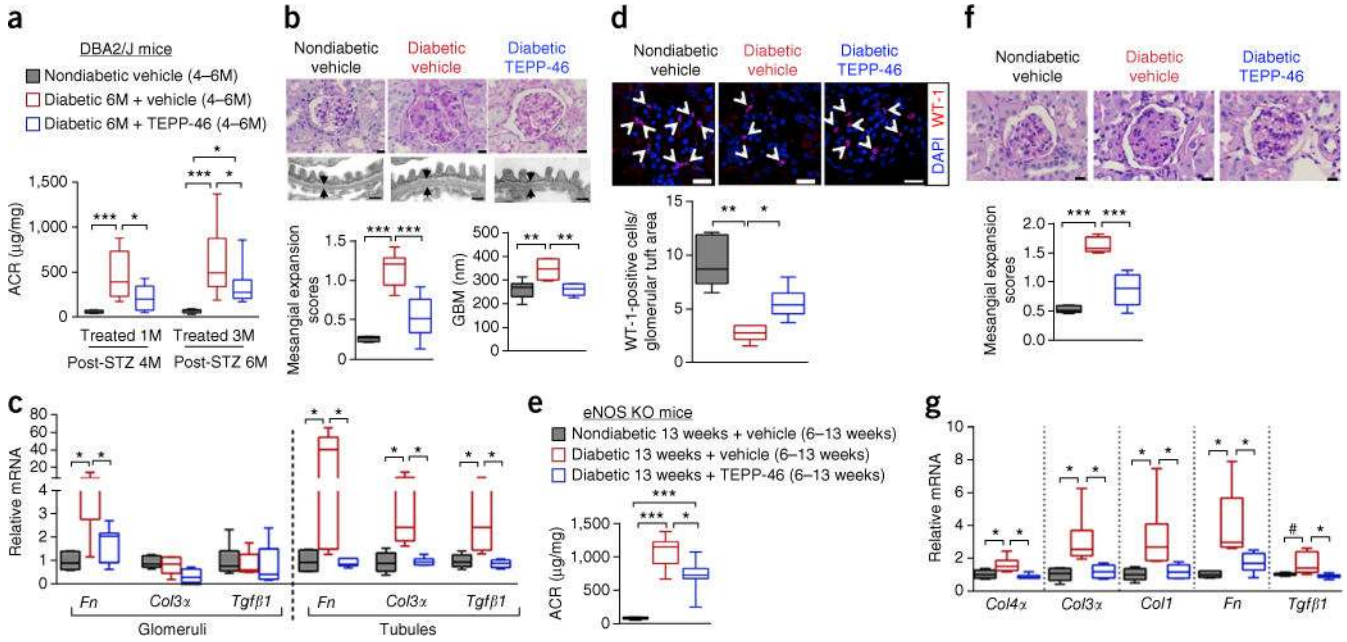 a
DBA2/J mice
Nondiabetic vehicle (4–6M)
Diabetic 6M + vehicle (4–6M)
Diabetic 6M + TEPP-46 (4–6M)
ACR (µg/mg)
1,500
1,000
500
0
*** * *** * *
Treated 1M Treated 3M
Post-STZ 4M Post-STZ 6M
b
Nondiabetic vehicle
Diabetic vehicle
Diabetic TEPP-46
Mesangial expansion scores
1.5
1.0
0.5
0
*** ***
GBM (nm)
500
400
300
200
100
0
** **
c
Relative mRNA
80
60
40
20
4
3
2
1
0
* * * * * * * *
Fn Col3α Tgfβ1 Fn Col3α Tgfβ1
Glomeruli Tubules
d
Nondiabetic vehicle
Diabetic vehicle
Diabetic TEPP-46
DAPI WT-1
WT-1-positive cells/
glomerular tuft area
15
10
5
0
** *
e
eNOS KO mice
Nondiabetic 13 weeks + vehicle (6–13 weeks)
Diabetic 13 weeks + vehicle (6–13 weeks)
Diabetic 13 weeks + TEPP-46 (6–13 weeks)
ACR (µg/mg)
1,500
1,000
500
0
***
*** *
f
Nondiabetic vehicle
Diabetic vehicle
Diabetic TEPP-46
Mesangial expansion scores
2.0
1.5
1.0
0.5
0
*** ***
g
Relative mRNA
10
8
6
4
2
0
* * * * * * * * # *
Col4α Col3α Col1 Fn Tgfβ1